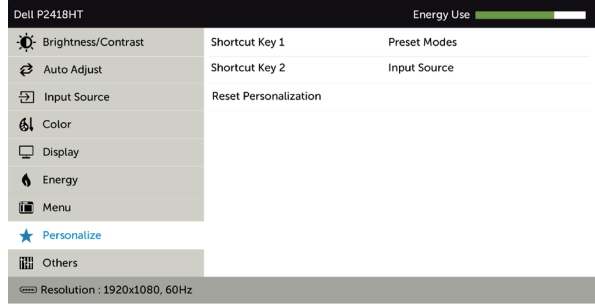 Dell P2418HT Energy Use
Brightness/Contrast Shortcut Key 1 Preset Modes
Auto Adjust Shortcut Key 2 Input Source
Input Source Reset Personalization
Color
Display
Energy
Menu
Personalize
Others
Resolution : 1920x1080, 60Hz